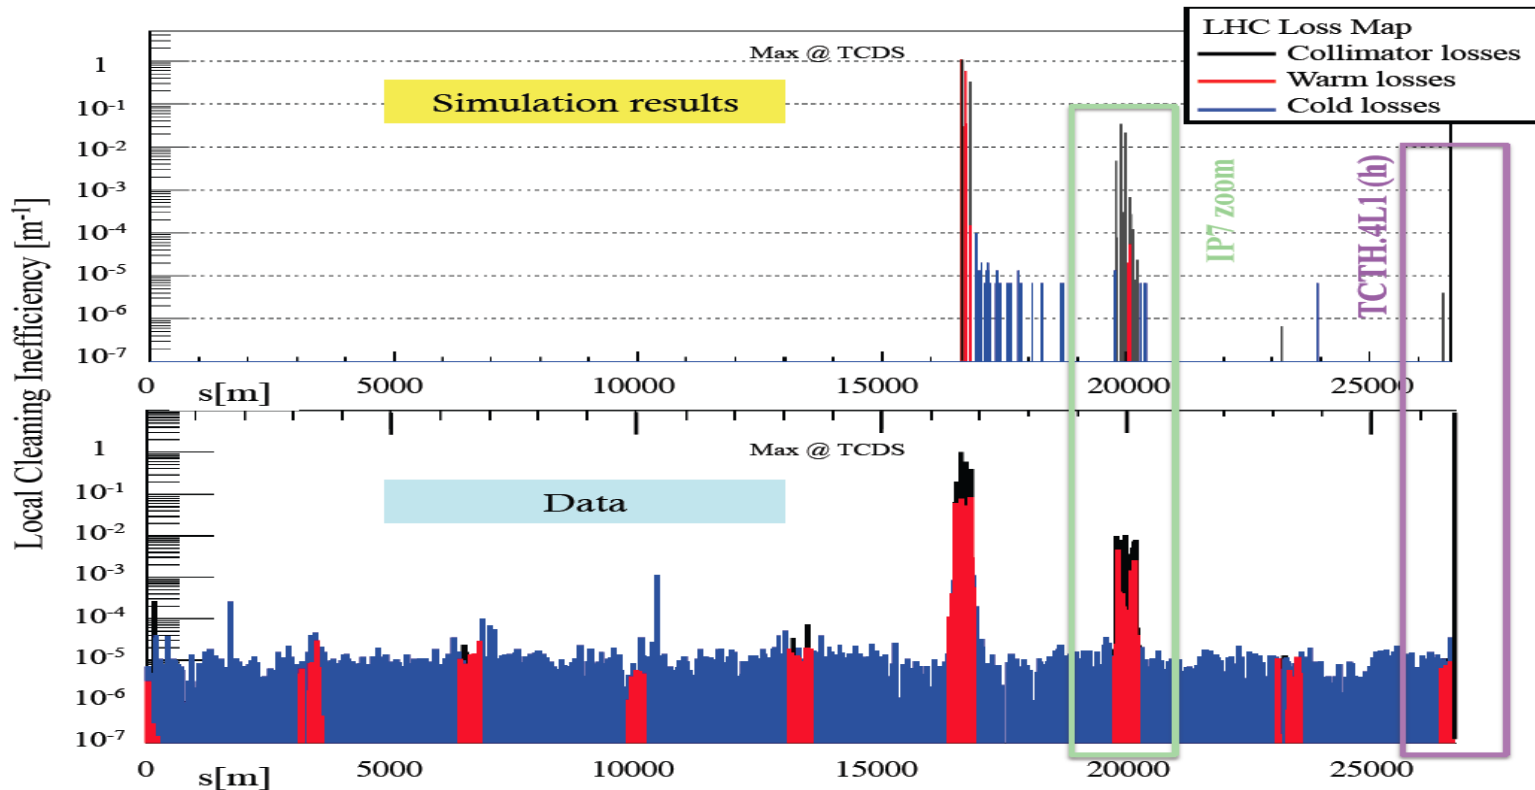 LHC Loss Map
Collimator losses
Warm losses
Cold losses
Local Cleaning Inefficiency [m⁻¹]
Max @ TCDS
Simulation results
1
10⁻¹
10⁻²
10⁻³
10⁻⁴
10⁻⁵
10⁻⁶
10⁻⁷
IP7 zoom
TCTH.4L1 (h)
0 5000 10000 15000 20000 25000
s[m]
Max @ TCDS
Data
1
10⁻¹
10⁻²
10⁻³
10⁻⁴
10⁻⁵
10⁻⁶
10⁻⁷
0 5000 10000 15000 20000 25000
s[m]